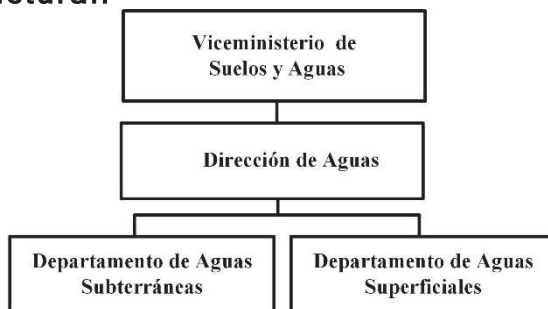 Viceministerio de
Suelos y Aguas
Dirección de Aguas
Departamento de Aguas
Subterráneas
Departamento de Aguas
Superficiales